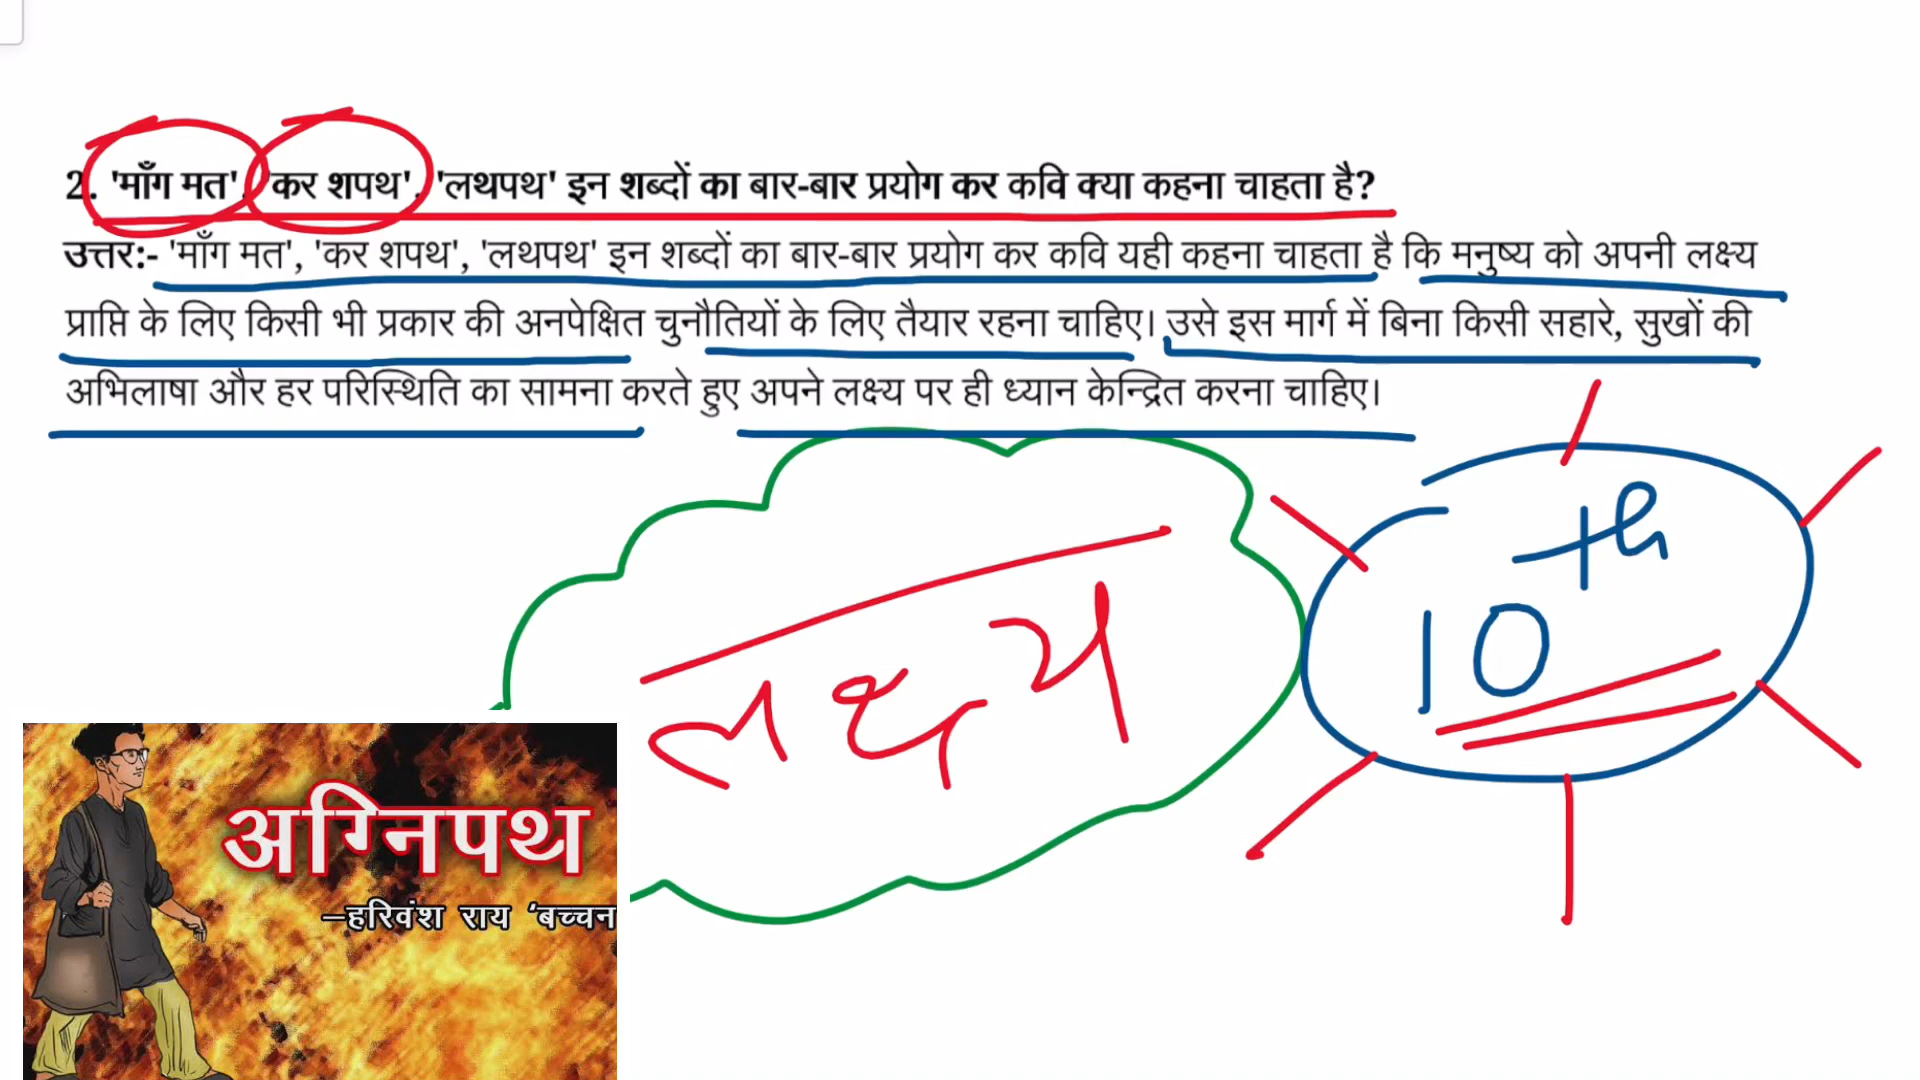 2. 'माँग मत', 'कर शपथ', 'लथपथ' इन शब्दों का बार-बार प्रयोग कर कवि क्या कहना चाहता है?
उत्तर:- 'माँग मत', 'कर शपथ', 'लथपथ' इन शब्दों का बार-बार प्रयोग कर कवि यही कहना चाहता है कि मनुष्य को अपनी लक्ष्य
प्राप्ति के लिए किसी भी प्रकार की अनपेक्षित चुनौतियों के लिए तैयार रहना चाहिए। उसे इस मार्ग में बिना किसी सहारे, सुखों की
अभिलाषा और हर परिस्थिति का सामना करते हुए अपने लक्ष्य पर ही ध्यान केन्द्रित करना चाहिए।
10th
लक्ष्य
अग्निपथ
–हरिवंश राय 'बच्चन